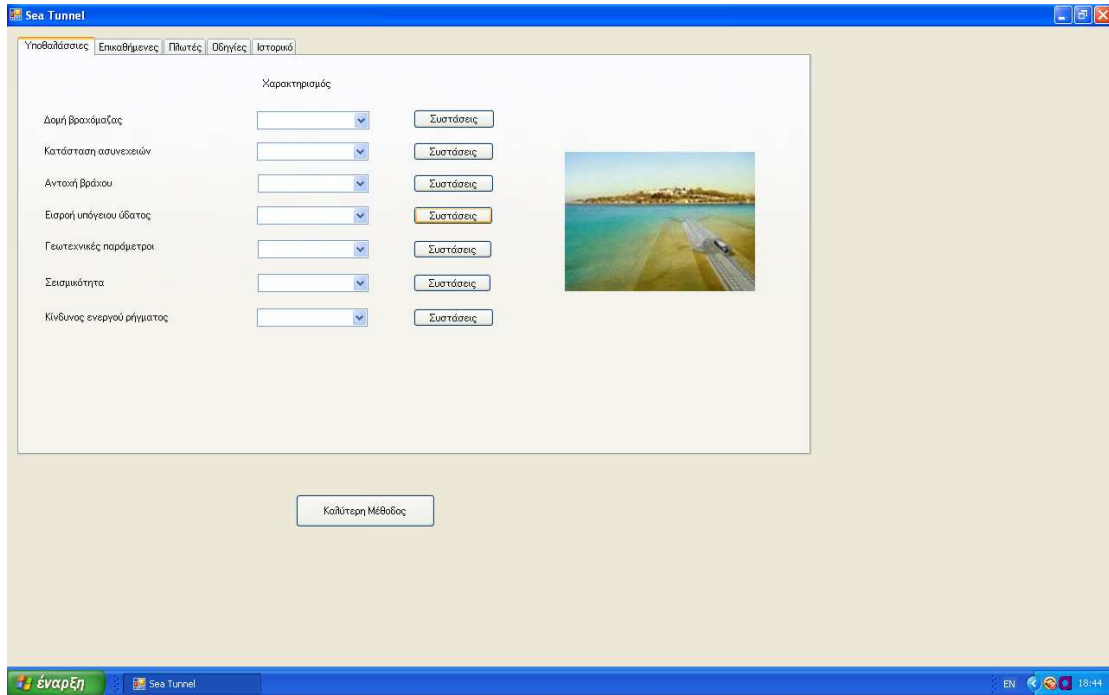 Sea Tunnel
Υποθαλάσσιες Επικαθήμενες Πλωτές Οδηγίες Ιστορικό
Χαρακτηρισμός
Δομή βραχόμαζας Συστάσεις
Κατάσταση ασυνεχειών Συστάσεις
Αντοχή βράχου Συστάσεις
Εισροή υπόγειου ύδατος Συστάσεις
Γεωτεχνικές παράμετροι Συστάσεις
Σεισμικότητα Συστάσεις
Κίνδυνος ενεργού ρήγματος Συστάσεις
Καλύτερη Μέθοδος
έναρξη Sea Tunnel EN 18:44